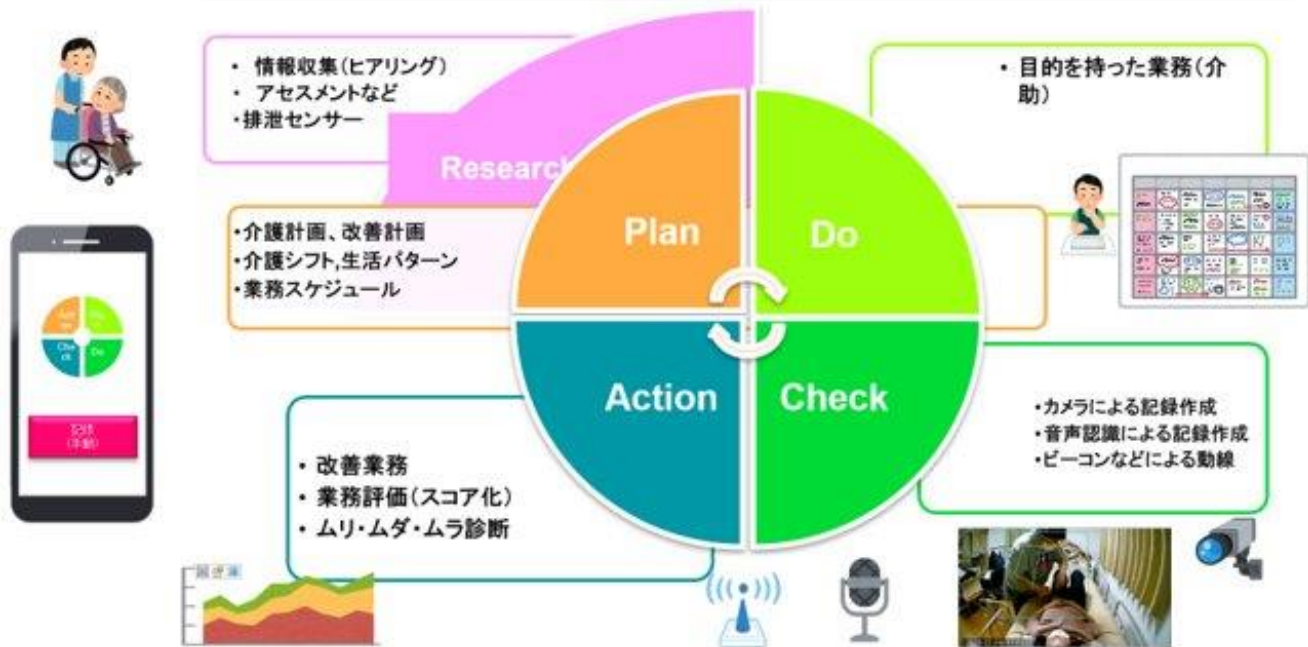 ・ 情報収集(ヒアリング)
・ アセスメントなど
・排泄センサー
Research
・目的を持った業務(介
助)
・介護計画、改善計画
・介護シフト,生活パターン
・業務スケジュール
Plan
Do
Action
Check
・ 改善業務
・ 業務評価(スコア化)
・ ムリ・ムダ・ムラ診断
・カメラによる記録作成
・音声認識による記録作成
・ビーコンなどによる動線
Do